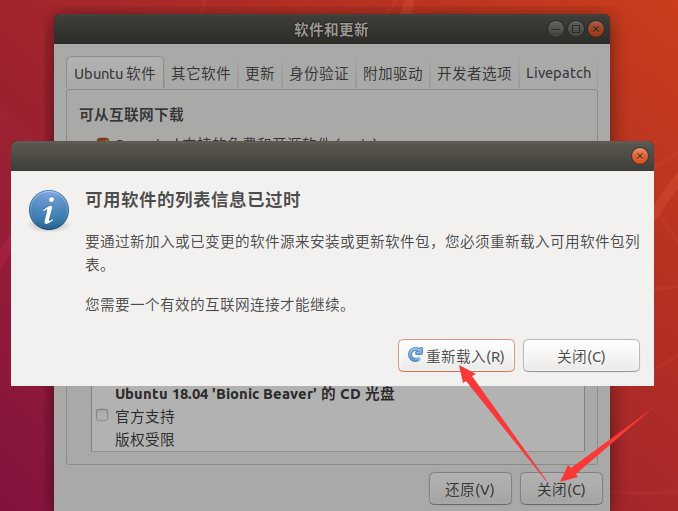 软件和更新
Ubuntu 软件 其它软件 更新 身份验证 附加驱动 开发者选项 Livepatch
可从互联网下载
可用软件的列表信息已过时
要通过新加入或已变更的软件源来安装或更新软件包，您必须重新载入可用软件包列
表。
您需要一个有效的互联网连接才能继续。
重新载入(R) 关闭(C)
Ubuntu 18.04 'Bionic Beaver' 的 CD 光盘
官方支持
版权受限
还原(V) 关闭(C)